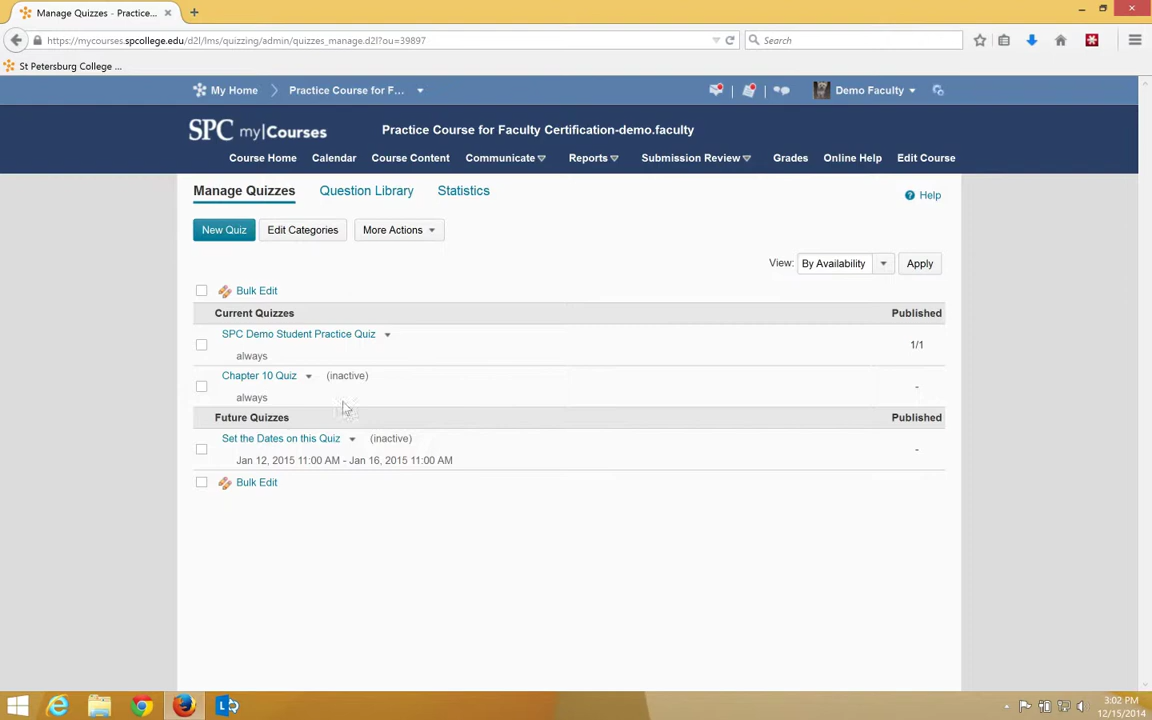 Manage Quizzes - Practice...
https://mycourses.spcollege.edu/d2l/lms/quizzing/admin/quizzes_manage.d2l?ou=39897
Search
St Petersburg College ...
My Home
Practice Course for F...
Demo Faculty
SPC my|Courses
Practice Course for Faculty Certification-demo.faculty
Course Home
Calendar
Course Content
Communicate
Reports
Submission Review
Grades
Online Help
Edit Course
Manage Quizzes
Question Library
Statistics
Help
New Quiz
Edit Categories
More Actions
View:
By Availability
Apply
Bulk Edit
Current Quizzes
Published
SPC Demo Student Practice Quiz
1/1
always
Chapter 10 Quiz
(inactive)
-
always
Future Quizzes
Published
Set the Dates on this Quiz
(inactive)
-
Jan 12, 2015 11:00 AM - Jan 16, 2015 11:00 AM
Bulk Edit
3:02 PM
12/15/2014